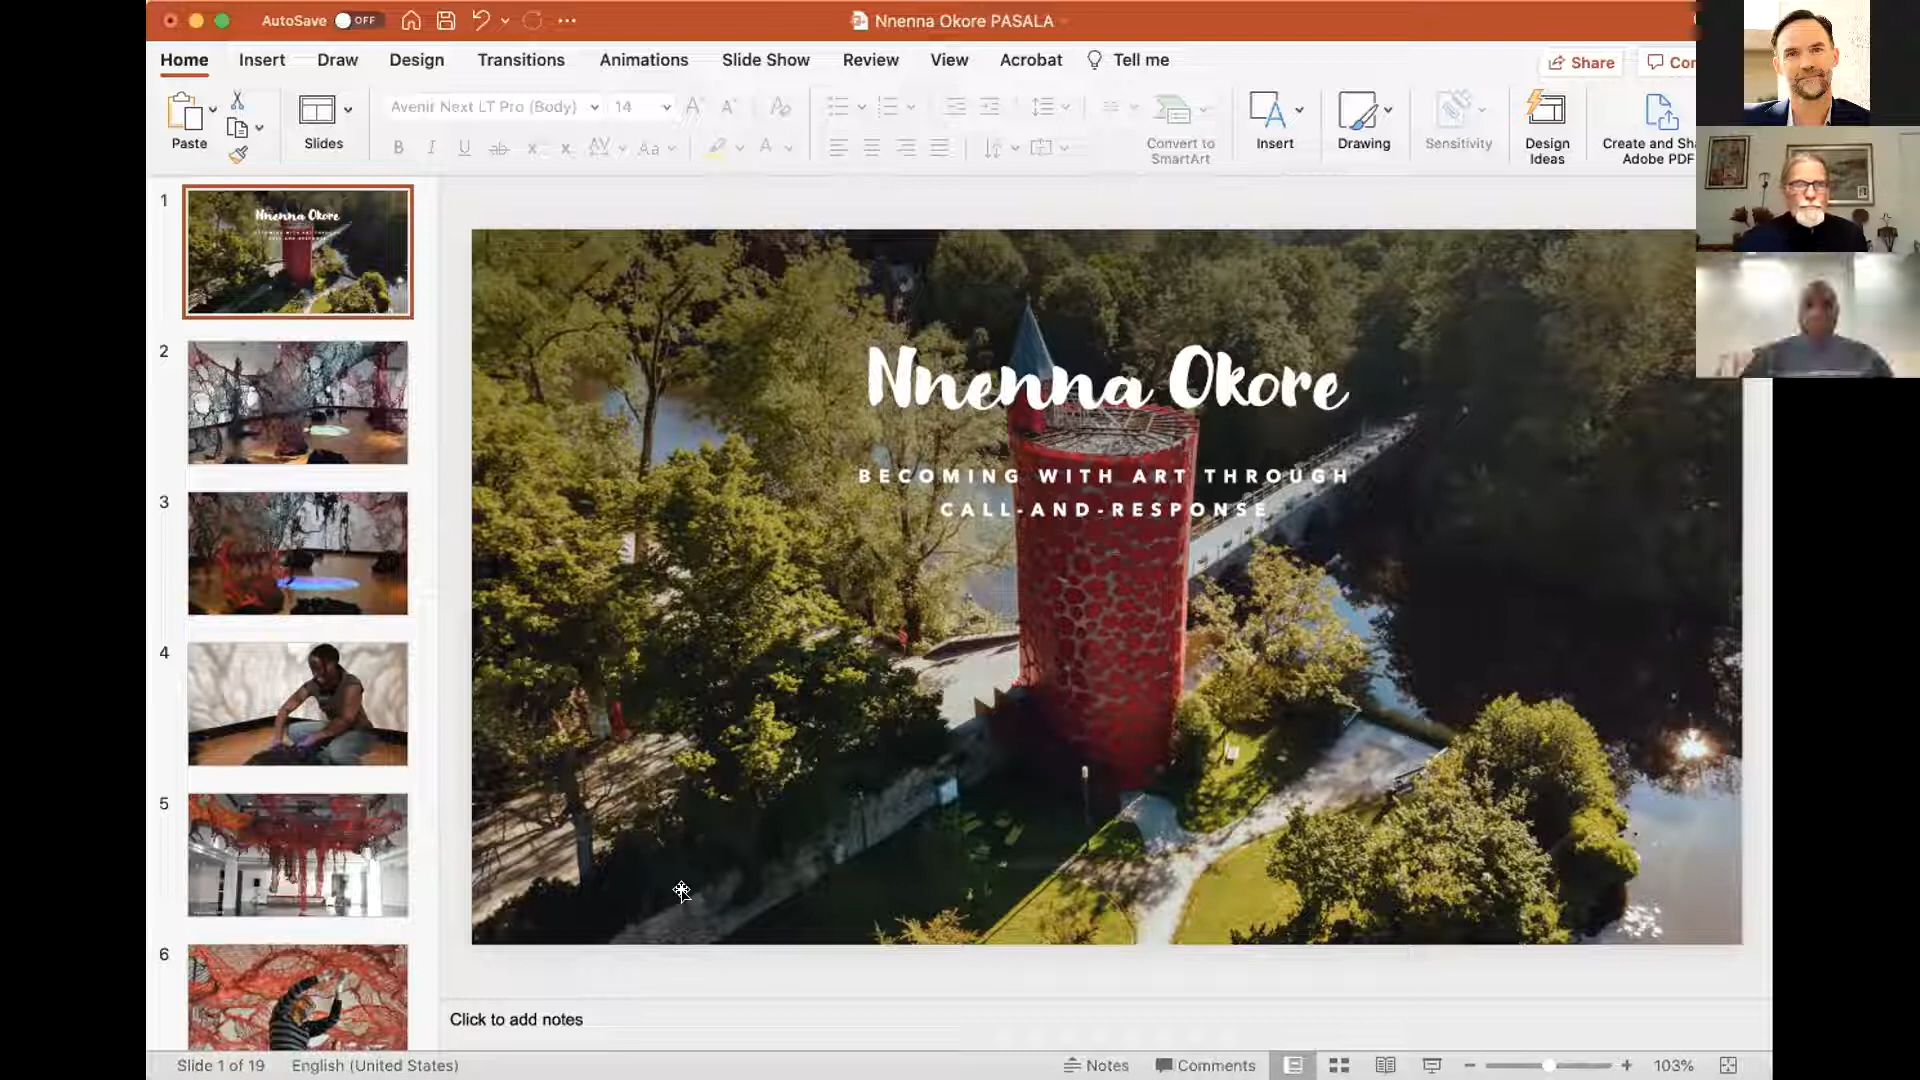 AutoSave OFF
Nnenna Okore PASALA
Home Insert Draw Design Transitions Animations Slide Show Review View Acrobat Tell me
Share
Paste
Slides
Avenir Next LT Pro (Body) 14
Convert to
SmartArt
Insert
Drawing
Sensitivity
Design
Ideas
Create and
Adobe PDF
1
Nnenna Okore
2
3
4
5
6
Nnenna Okore
BECOMING WITH ART THROUGH
CALL-AND-RESPONSE
Click to add notes
Slide 1 of 19 English (United States)
Notes Comments 103%